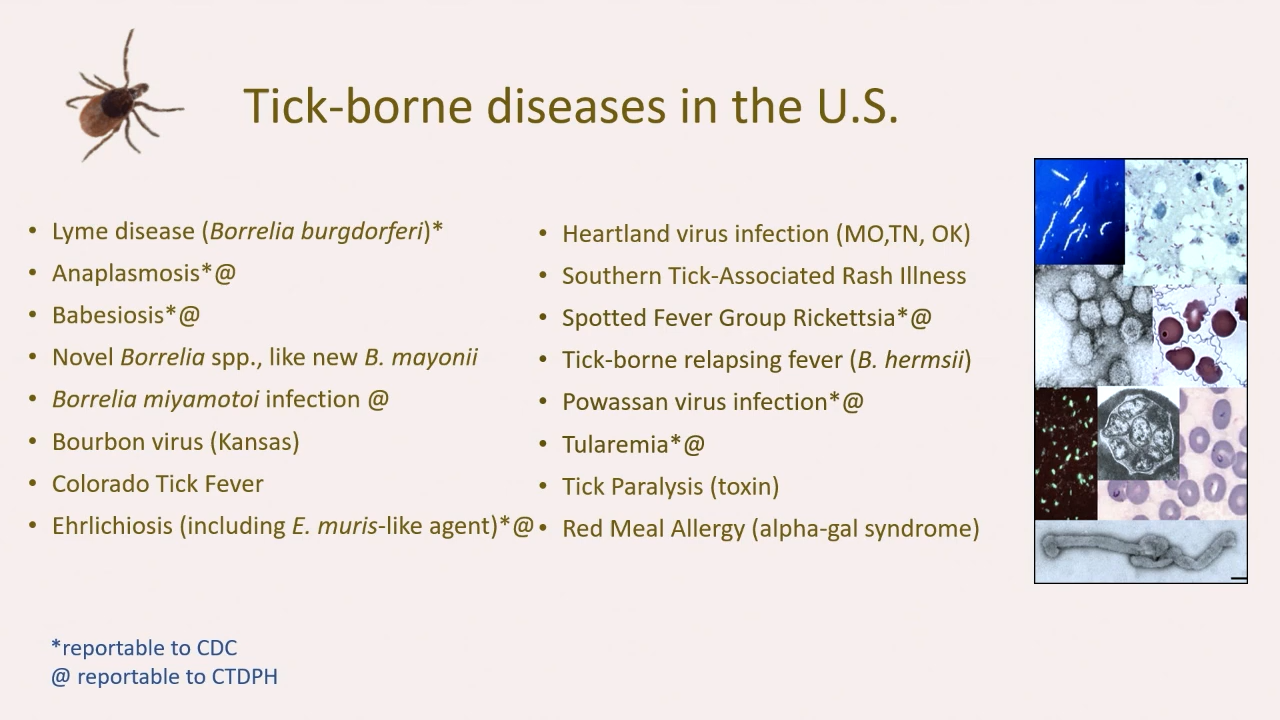 Tick-borne diseases in the U.S.
• Lyme disease (Borrelia burgdorferi)*
• Anaplasmosis*@
• Babesiosis*@
• Novel Borrelia spp., like new B. mayonii
• Borrelia miyamotoi infection @
• Bourbon virus (Kansas)
• Colorado Tick Fever
• Ehrlichiosis (including E. muris-like agent)*@
• Heartland virus infection (MO,TN, OK)
• Southern Tick-Associated Rash Illness
• Spotted Fever Group Rickettsia*@
• Tick-borne relapsing fever (B. hermsii)
• Powassan virus infection*@
• Tularemia*@
• Tick Paralysis (toxin)
• Red Meal Allergy (alpha-gal syndrome)
*reportable to CDC
@ reportable to CTDPH